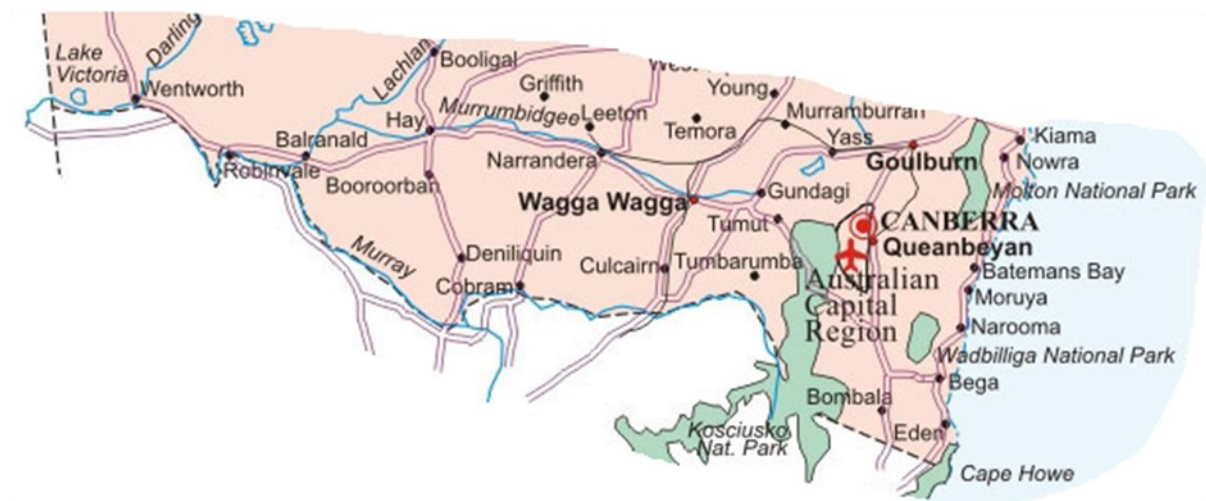 Lake
Victoria
Darling
Wentworth
Lachlan
Booligal
Griffith
Young
Murrumbidgee
Leeton
Temora
Murramburran
Hay
Balranald
Yass
Kiama
Robinvale
Narrandera
Goulburn
Nowra
Booroorban
Gundagi
Molton National Park
Wagga Wagga
Tumut
CANBERRA
Queanbeyan
Murray
Deniliquin
Culcairn
Tumbarumba
Batemans Bay
Australian
Capital
Region
Cobram
Moruya
Narooma
Wadbilliga National Park
Bega
Bombala
Eden
Kosciusko
Nat. Park
Cape Howe